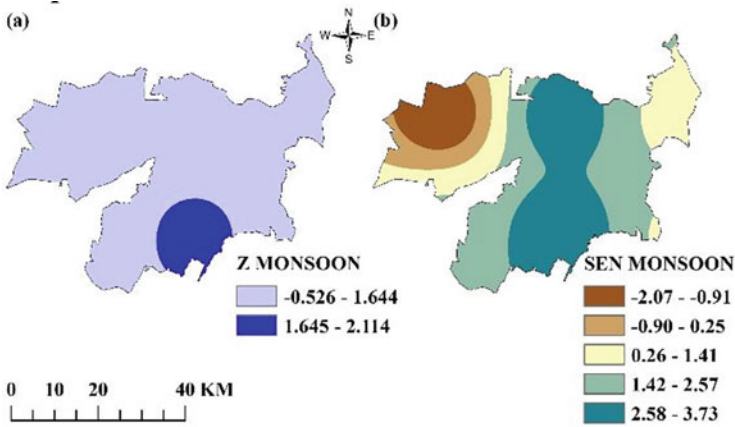 (a)
N
W E
S
(b)
Z MONSOON
-0.526 - 1.644
1.645 - 2.114
0 10 20 40 KM
SEN MONSOON
-2.07 - -0.91
-0.90 - 0.25
0.26 - 1.41
1.42 - 2.57
2.58 - 3.73